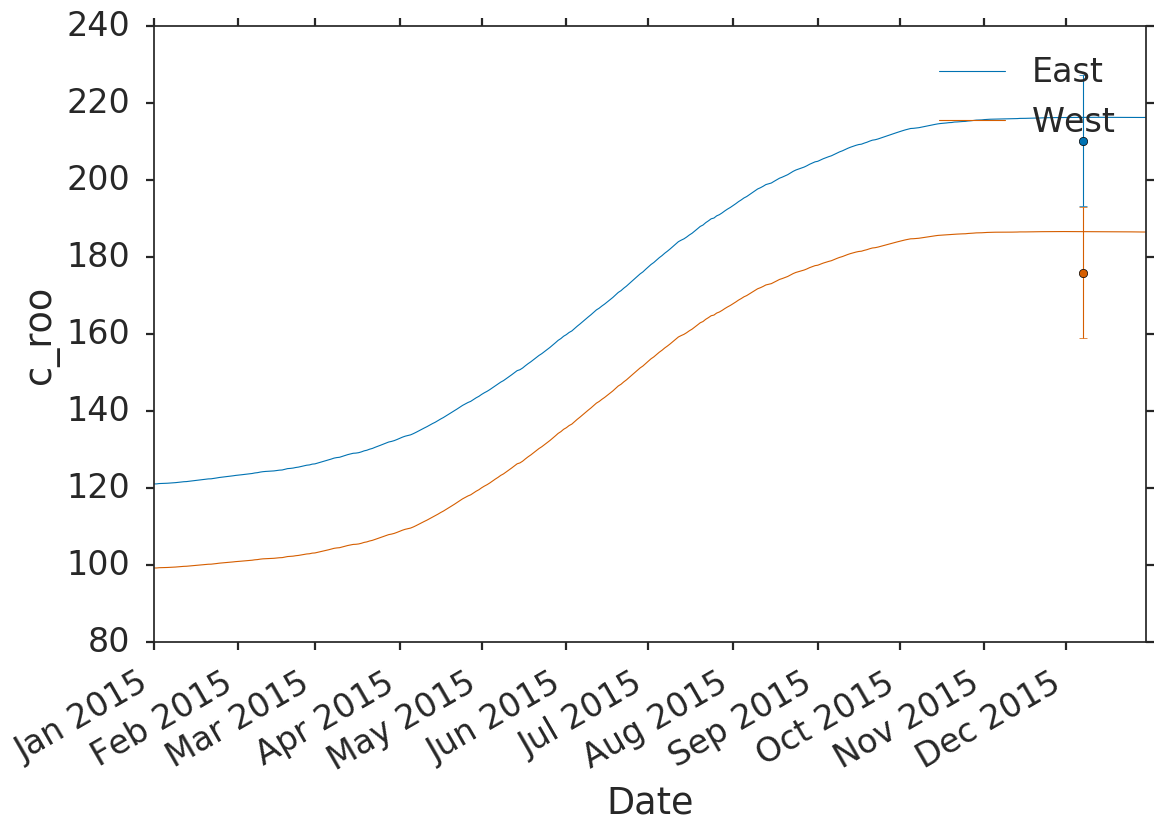 240
220
200
180
160
140
120
100
80
c_roo
East
West
Jan 2015
Feb 2015
Mar 2015
Apr 2015
May 2015
Jun 2015
Jul 2015
Aug 2015
Sep 2015
Oct 2015
Nov 2015
Dec 2015
Date